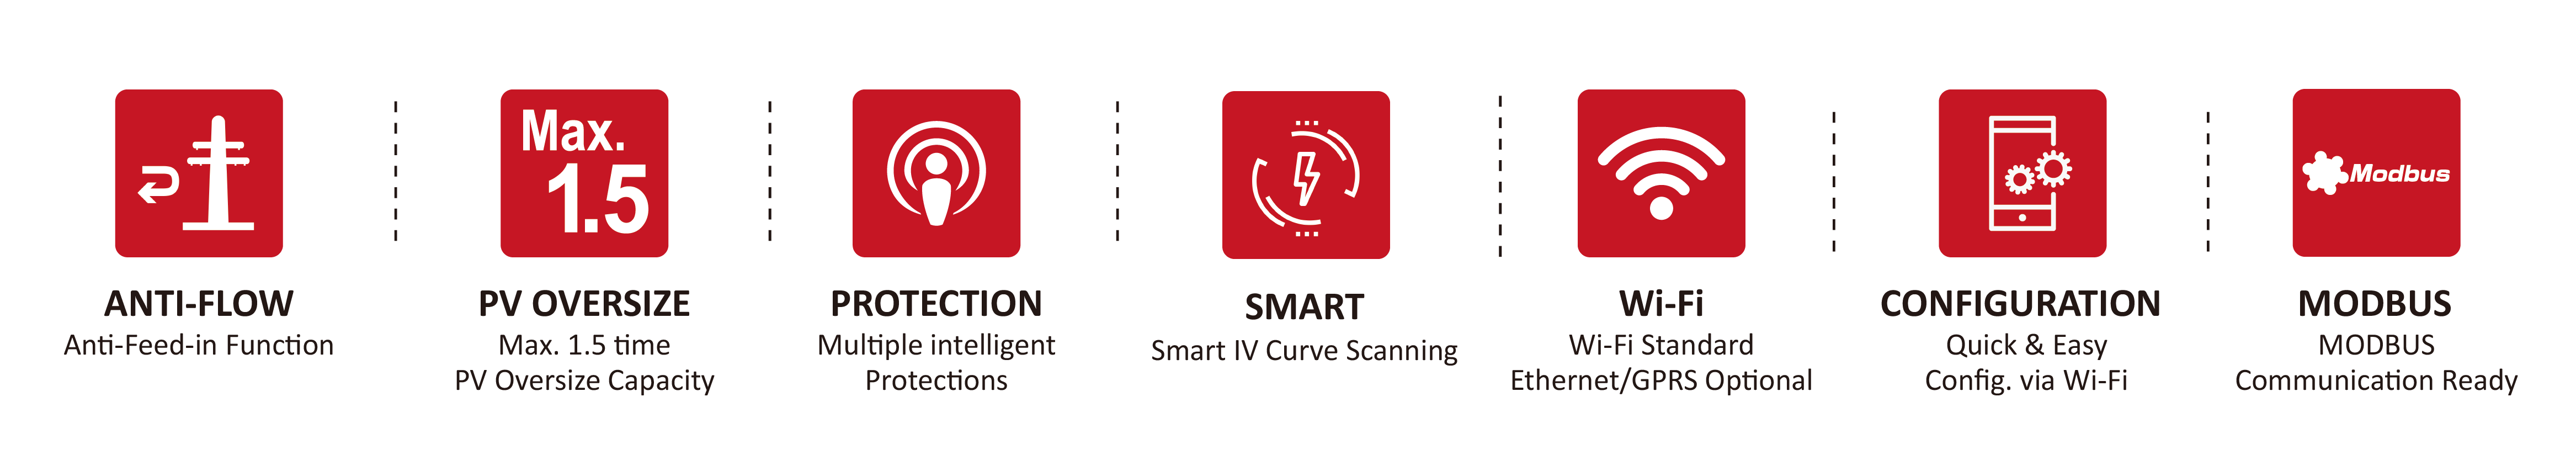 Max.
1.5
Modbus
ANTI-FLOW
Anti-Feed-in Function
PV OVERSIZE
Max. 1.5 time
PV Oversize Capacity
PROTECTION
Multiple intelligent
Protections
SMART
Smart IV Curve Scanning
Wi-Fi
Wi-Fi Standard
Ethernet/GPRS Optional
CONFIGURATION
Quick & Easy
Config. via Wi-Fi
MODBUS
MODBUS
Communication Ready